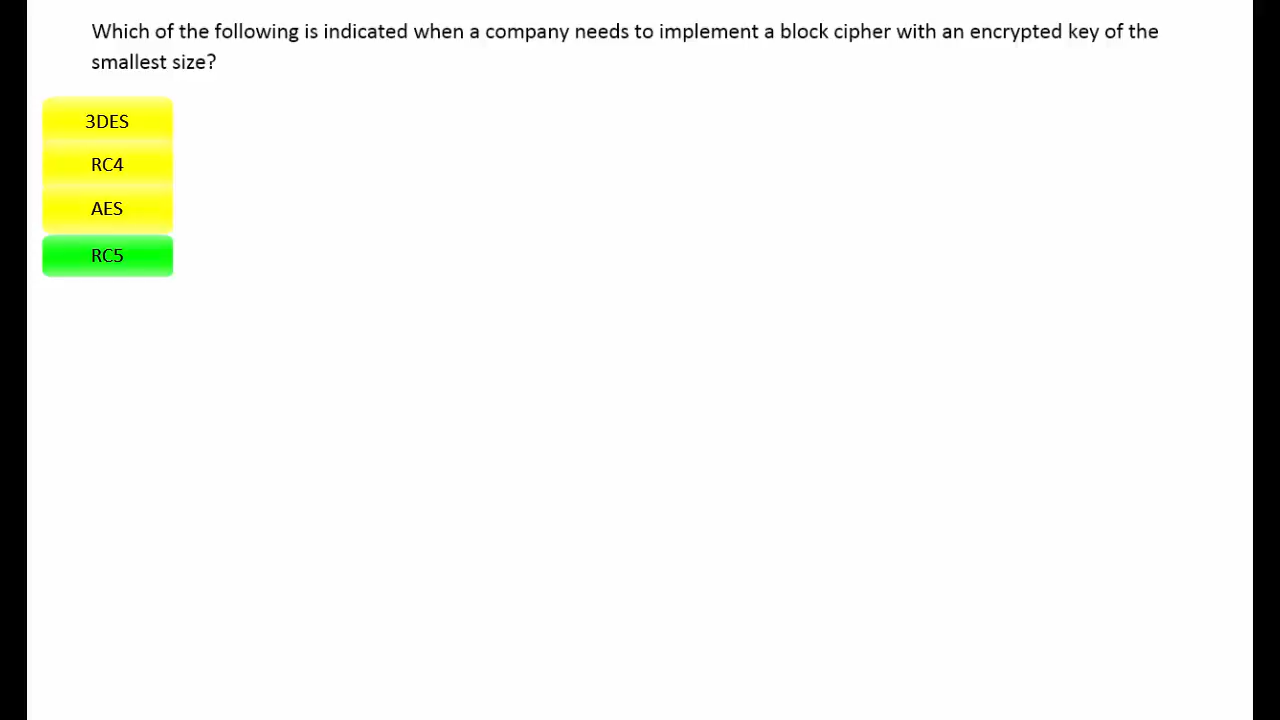 Which of the following is indicated when a company needs to implement a block cipher with an encrypted key of the
smallest size?
3DES
RC4
AES
RC5